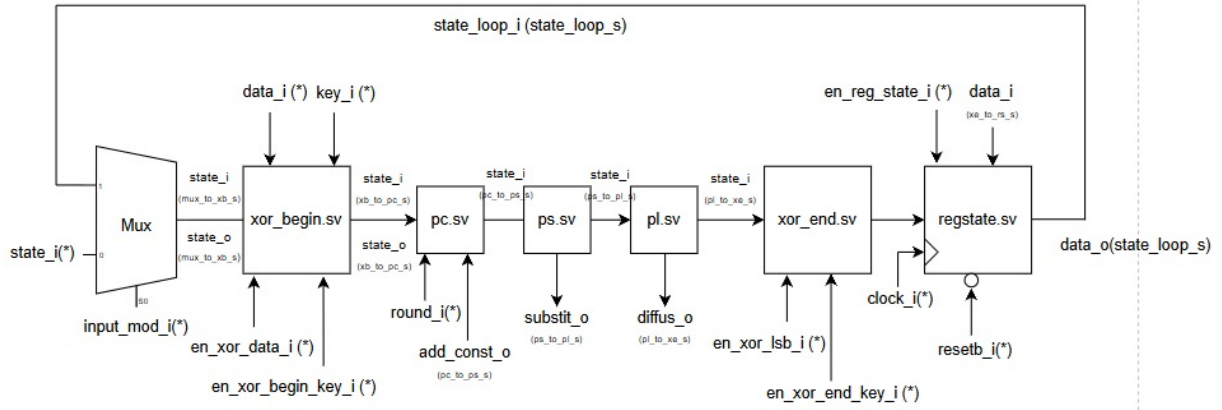 state_loop_i (state_loop_s)
data_i (*)
key_i (*)
en_reg_state_i (*)
data_i
(xe_to_rs_s)
1
state_i
(mux_to_xb_s)
state_i
(xb_to_pc_s)
state_i
(pc_to_ps_s)
state_i
(ps_to_pl_s)
state_i
(pl_to_xe_s)
Mux
xor_begin.sv
pc.sv
ps.sv
pl.sv
xor_end.sv
regstate.sv
state_i(*)
0
state_o
(mux_to_xb_s)
state_o
(xb_to_pc_s)
data_o(state_loop_s)
S0
input_mod_i(*)
round_i(*)
substit_o
(ps_to_pl_s)
diffus_o
(pl_to_xe_s)
clock_i(*)
en_xor_data_i (*)
add_const_o
(pc_to_ps_s)
en_xor_lsb_i (*)
resetb_i(*)
en_xor_begin_key_i (*)
en_xor_end_key_i (*)